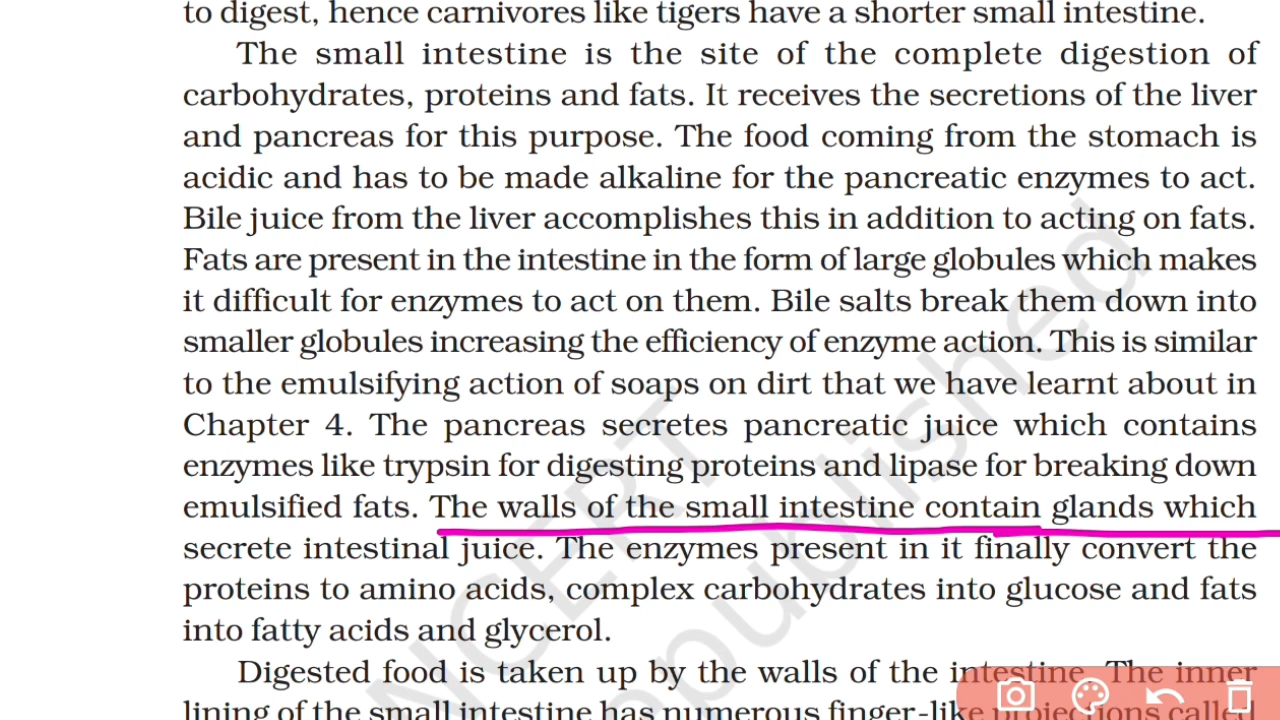 to digest, hence carnivores like tigers have a shorter small intestine.
The small intestine is the site of the complete digestion of
carbohydrates, proteins and fats. It receives the secretions of the liver
and pancreas for this purpose. The food coming from the stomach is
acidic and has to be made alkaline for the pancreatic enzymes to act.
Bile juice from the liver accomplishes this in addition to acting on fats.
Fats are present in the intestine in the form of large globules which makes
it difficult for enzymes to act on them. Bile salts break them down into
smaller globules increasing the efficiency of enzyme action. This is similar
to the emulsifying action of soaps on dirt that we have learnt about in
Chapter 4. The pancreas secretes pancreatic juice which contains
enzymes like trypsin for digesting proteins and lipase for breaking down
emulsified fats. The walls of the small intestine contain glands which
secrete intestinal juice. The enzymes present in it finally convert the
proteins to amino acids, complex carbohydrates into glucose and fats
into fatty acids and glycerol.
Digested food is taken up by the walls of the intestine. The inner
lining of the small intestine has numerous finger-like projections called
NCERT